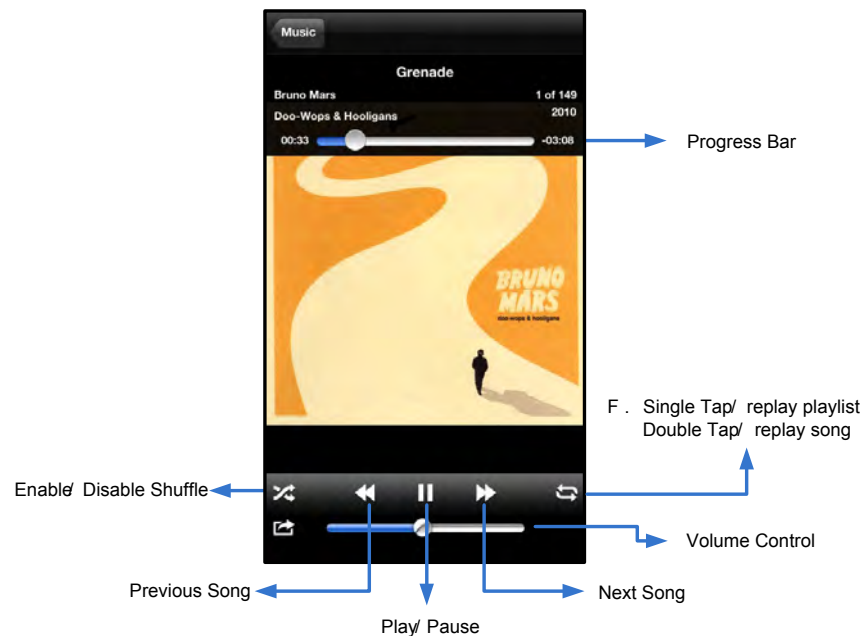 Music
Grenade
Bruno Mars
1 of 149
Doo-Wops & Hooligans
2010
00:33
-03:08
Progress Bar
BRUNO
MARS
doo-wops & hooligans
F . Single Tap/ replay playlist
Double Tap/ replay song
Enable/ Disable Shuffle
Volume Control
Previous Song
Next Song
Play/ Pause